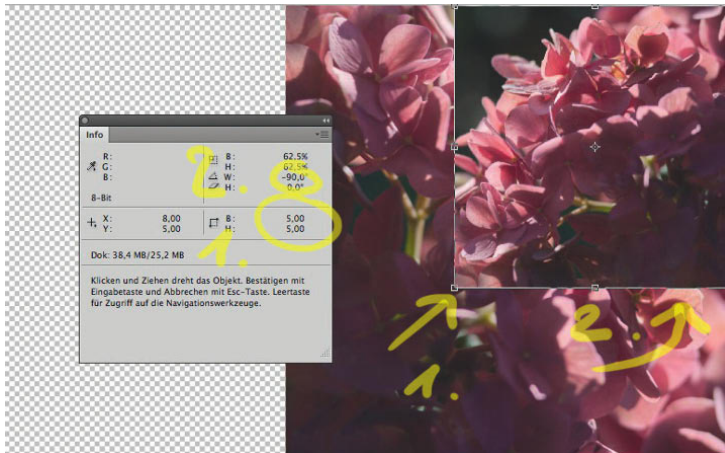 Info
R: B: 62,5%
G: H: 62,5%
B: W: -90,0°
H: 0,0°
8-Bit
2.
X: 8,00 B: 5,00
Y: 5,00 H: 5,00
1.
Dok: 38,4 MB/25,2 MB
Klicken und Ziehen dreht das Objekt. Bestätigen mit
Eingabetaste und Abbrechen mit Esc-Taste. Leertaste
für Zugriff auf die Navigationswerkzeuge.
2.
1.